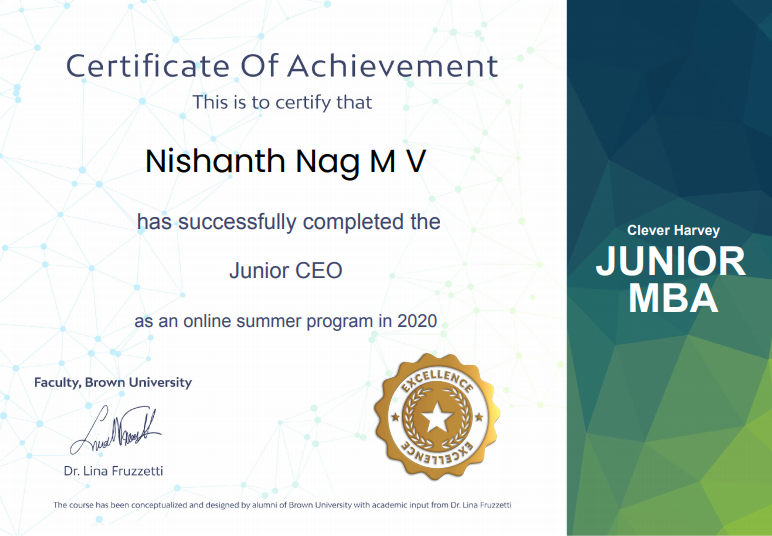 Certificate Of Achievement
This is to certify that
Nishanth Nag M V
has successfully completed the
Junior CEO
as an online summer program in 2020
Faculty, Brown University
Dr. Lina Fruzzetti
EXCELLENCE
EXCELLENCE
The course has been conceptualized and designed by alumni of Brown University with academic input from Dr. Lina Fruzzetti
Clever Harvey
JUNIOR
MBA